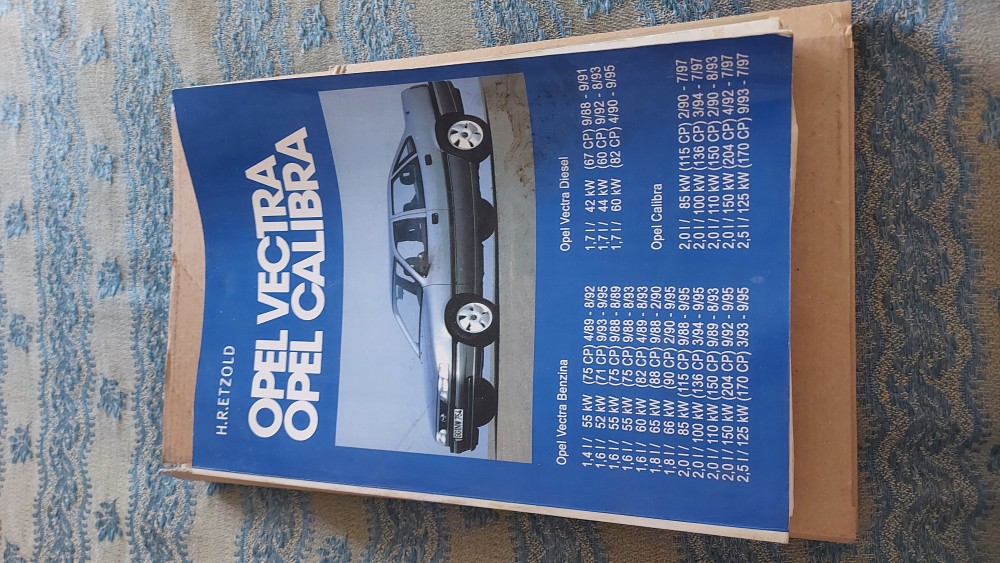 H.R.ETZOLD
OPEL VECTRA
OPEL CALIBRA
Opel Vectra Benzina
1,4 l / 55 kW (75 CP) 4/89 - 8/92
1,6 l / 52 kW (71 CP) 9/93 - 9/95
1,6 l / 55 kW (75 CP) 9/88 - 8/89
1,6 l / 55 kW (75 CP) 9/88 - 8/93
1,6 l / 60 kW (82 CP) 4/89 - 8/93
1,8 l / 65 kW (88 CP) 9/88 - 2/90
1,8 l / 66 kW (90 CP) 2/90 - 9/95
2,0 l / 85 kW (115 CP) 9/88 - 9/95
2,0 l / 100 kW (136 CP) 3/94 - 9/95
2,0 l / 110 kW (150 CP) 9/89 - 8/93
2,0 l / 150 kW (204 CP) 9/92 - 9/95
2,5 l / 125 kW (170 CP) 3/93 - 9/95
Opel Vectra Diesel
1,7 l / 42 kW (67 CP) 9/88 - 9/91
1,7 l / 44 kW (60 CP) 9/92 - 8/93
1,7 l / 60 kW (82 CP) 4/90 - 9/95
Opel Calibra
2,0 l / 85 kW (115 CP) 2/90 - 7/97
2,0 l / 100 kW (136 CP) 3/94 - 7/97
2,0 l / 110 kW (150 CP) 2/90 - 8/93
2,0 l / 150 kW (204 CP) 4/92 - 7/97
2,5 l / 125 kW (170 CP) 9/93 - 7/97